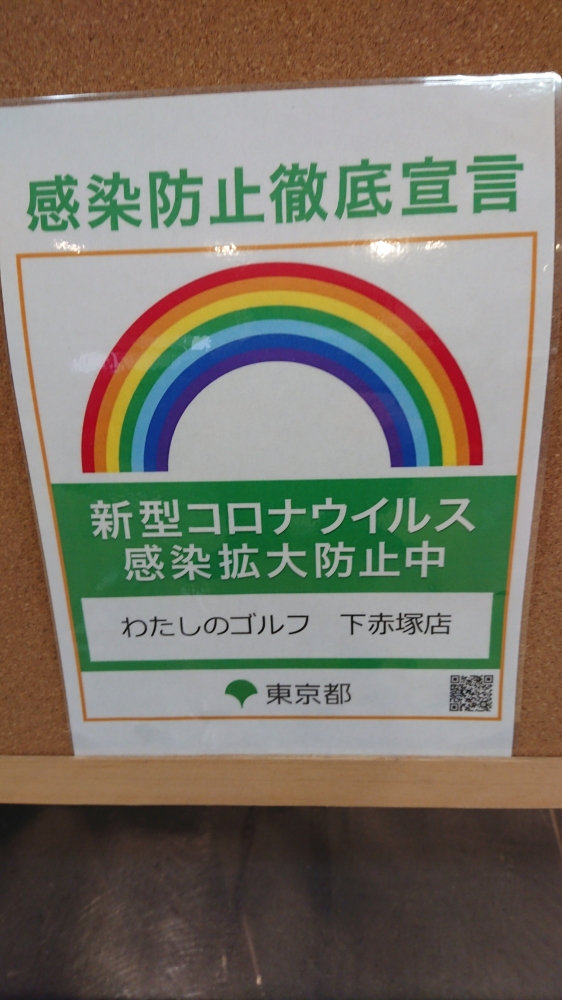 感染防止徹底宣言
新型コロナウイルス
感染拡大防止中
わたしのゴルフ　下赤塚店
東京都